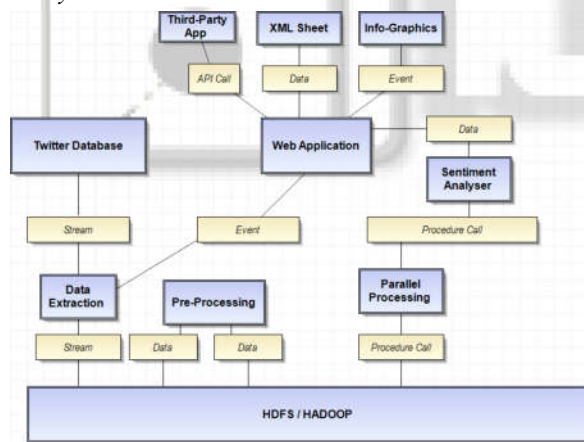 Third-Party
App
XML Sheet
Info-Graphics
API Call
Data
Event
Twitter Database
Web Application
Data
Sentiment
Analyser
Stream
Event
Procedure Call
Data
Extraction
Pre-Processing
Parallel
Processing
Stream
Data
Data
Procedure Call
HDFS / HADOOP